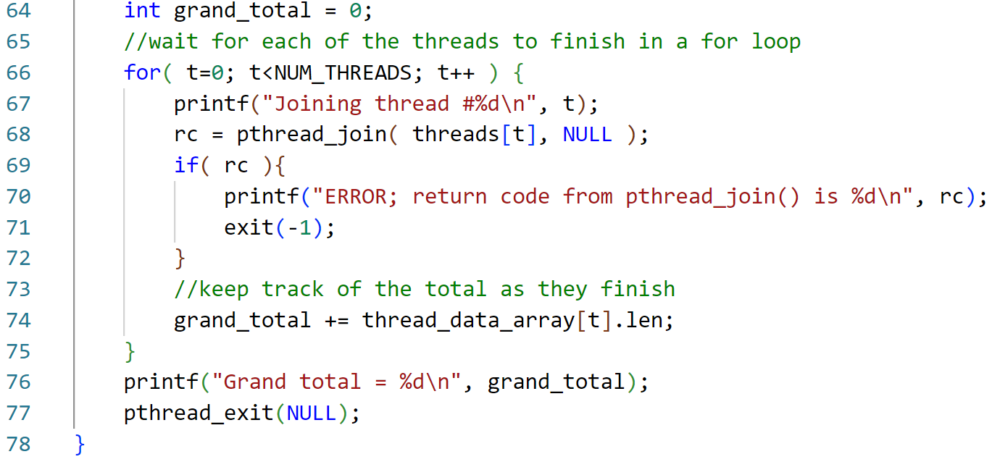 64 int grand_total = 0;
65 //wait for each of the threads to finish in a for loop
66 for( t=0; t<NUM_THREADS; t++ ) {
67 printf("Joining thread #%d\n", t);
68 rc = pthread_join( threads[t], NULL );
69 if( rc ){
70 printf("ERROR; return code from pthread_join() is %d\n", rc);
71 exit(-1);
72 }
73 //keep track of the total as they finish
74 grand_total += thread_data_array[t].len;
75 }
76 printf("Grand total = %d\n", grand_total);
77 pthread_exit(NULL);
78 }